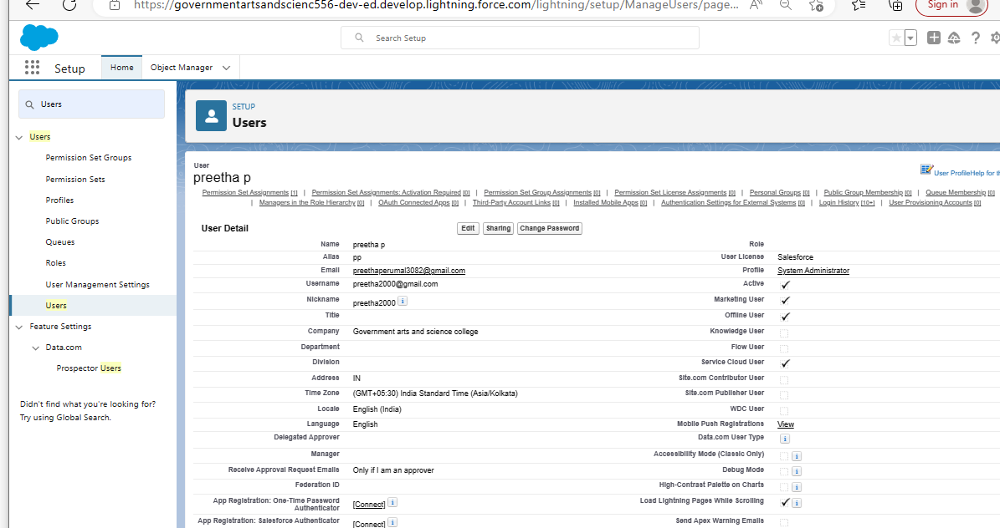 https://governmentartsandscienc556-dev-ed.develop.lightning.force.com/lightning/setup/ManageUsers/page...
Sign in
Search Setup
Setup
Home
Object Manager
Users
Users
Permission Set Groups
Permission Sets
Profiles
Public Groups
Queues
Roles
User Management Settings
Users
Feature Settings
Data.com
Prospector Users
Didn't find what you're looking for?
Try using Global Search.
SETUP
Users
User
preetha p
User Profile Help for th
Permission Set Assignments [1] | Permission Set Assignments: Activation Required [0] | Permission Set Group Assignments [0] | Permission Set License Assignments [0] | Personal Groups [0] | Public Group Membership [0] | Queue Membership [0]
| Managers in the Role Hierarchy [0] | OAuth Connected Apps [0] | Third-Party Account Links [0] | Installed Mobile Apps [0] | Authentication Settings for External Systems [0] | Login History [10+] | User Provisioning Accounts [0]
User Detail Edit Sharing Change Password
Name preetha p Role
Alias pp User License Salesforce
Email preethaperumal3082@gmail.com Profile System Administrator
Username preetha2000@gmail.com Active
Nickname preetha2000 i Marketing User
Title Offline User
Company Government arts and science college Knowledge User
Department Flow User
Division Service Cloud User
Address IN Site.com Contributor User
Time Zone (GMT+05:30) India Standard Time (Asia/Kolkata) Site.com Publisher User
Locale English (India) WDC User
Language English Mobile Push Registrations View
Delegated Approver Data.com User Type i
Manager Accessibility Mode (Classic Only) i
Receive Approval Request Emails Only if I am an approver Debug Mode i
Federation ID High-Contrast Palette on Charts i
App Registration: One-Time Password Authenticator [Connect] i Load Lightning Pages While Scrolling i
App Registration: Salesforce Authenticator [Connect] i Send Apex Warning Emails